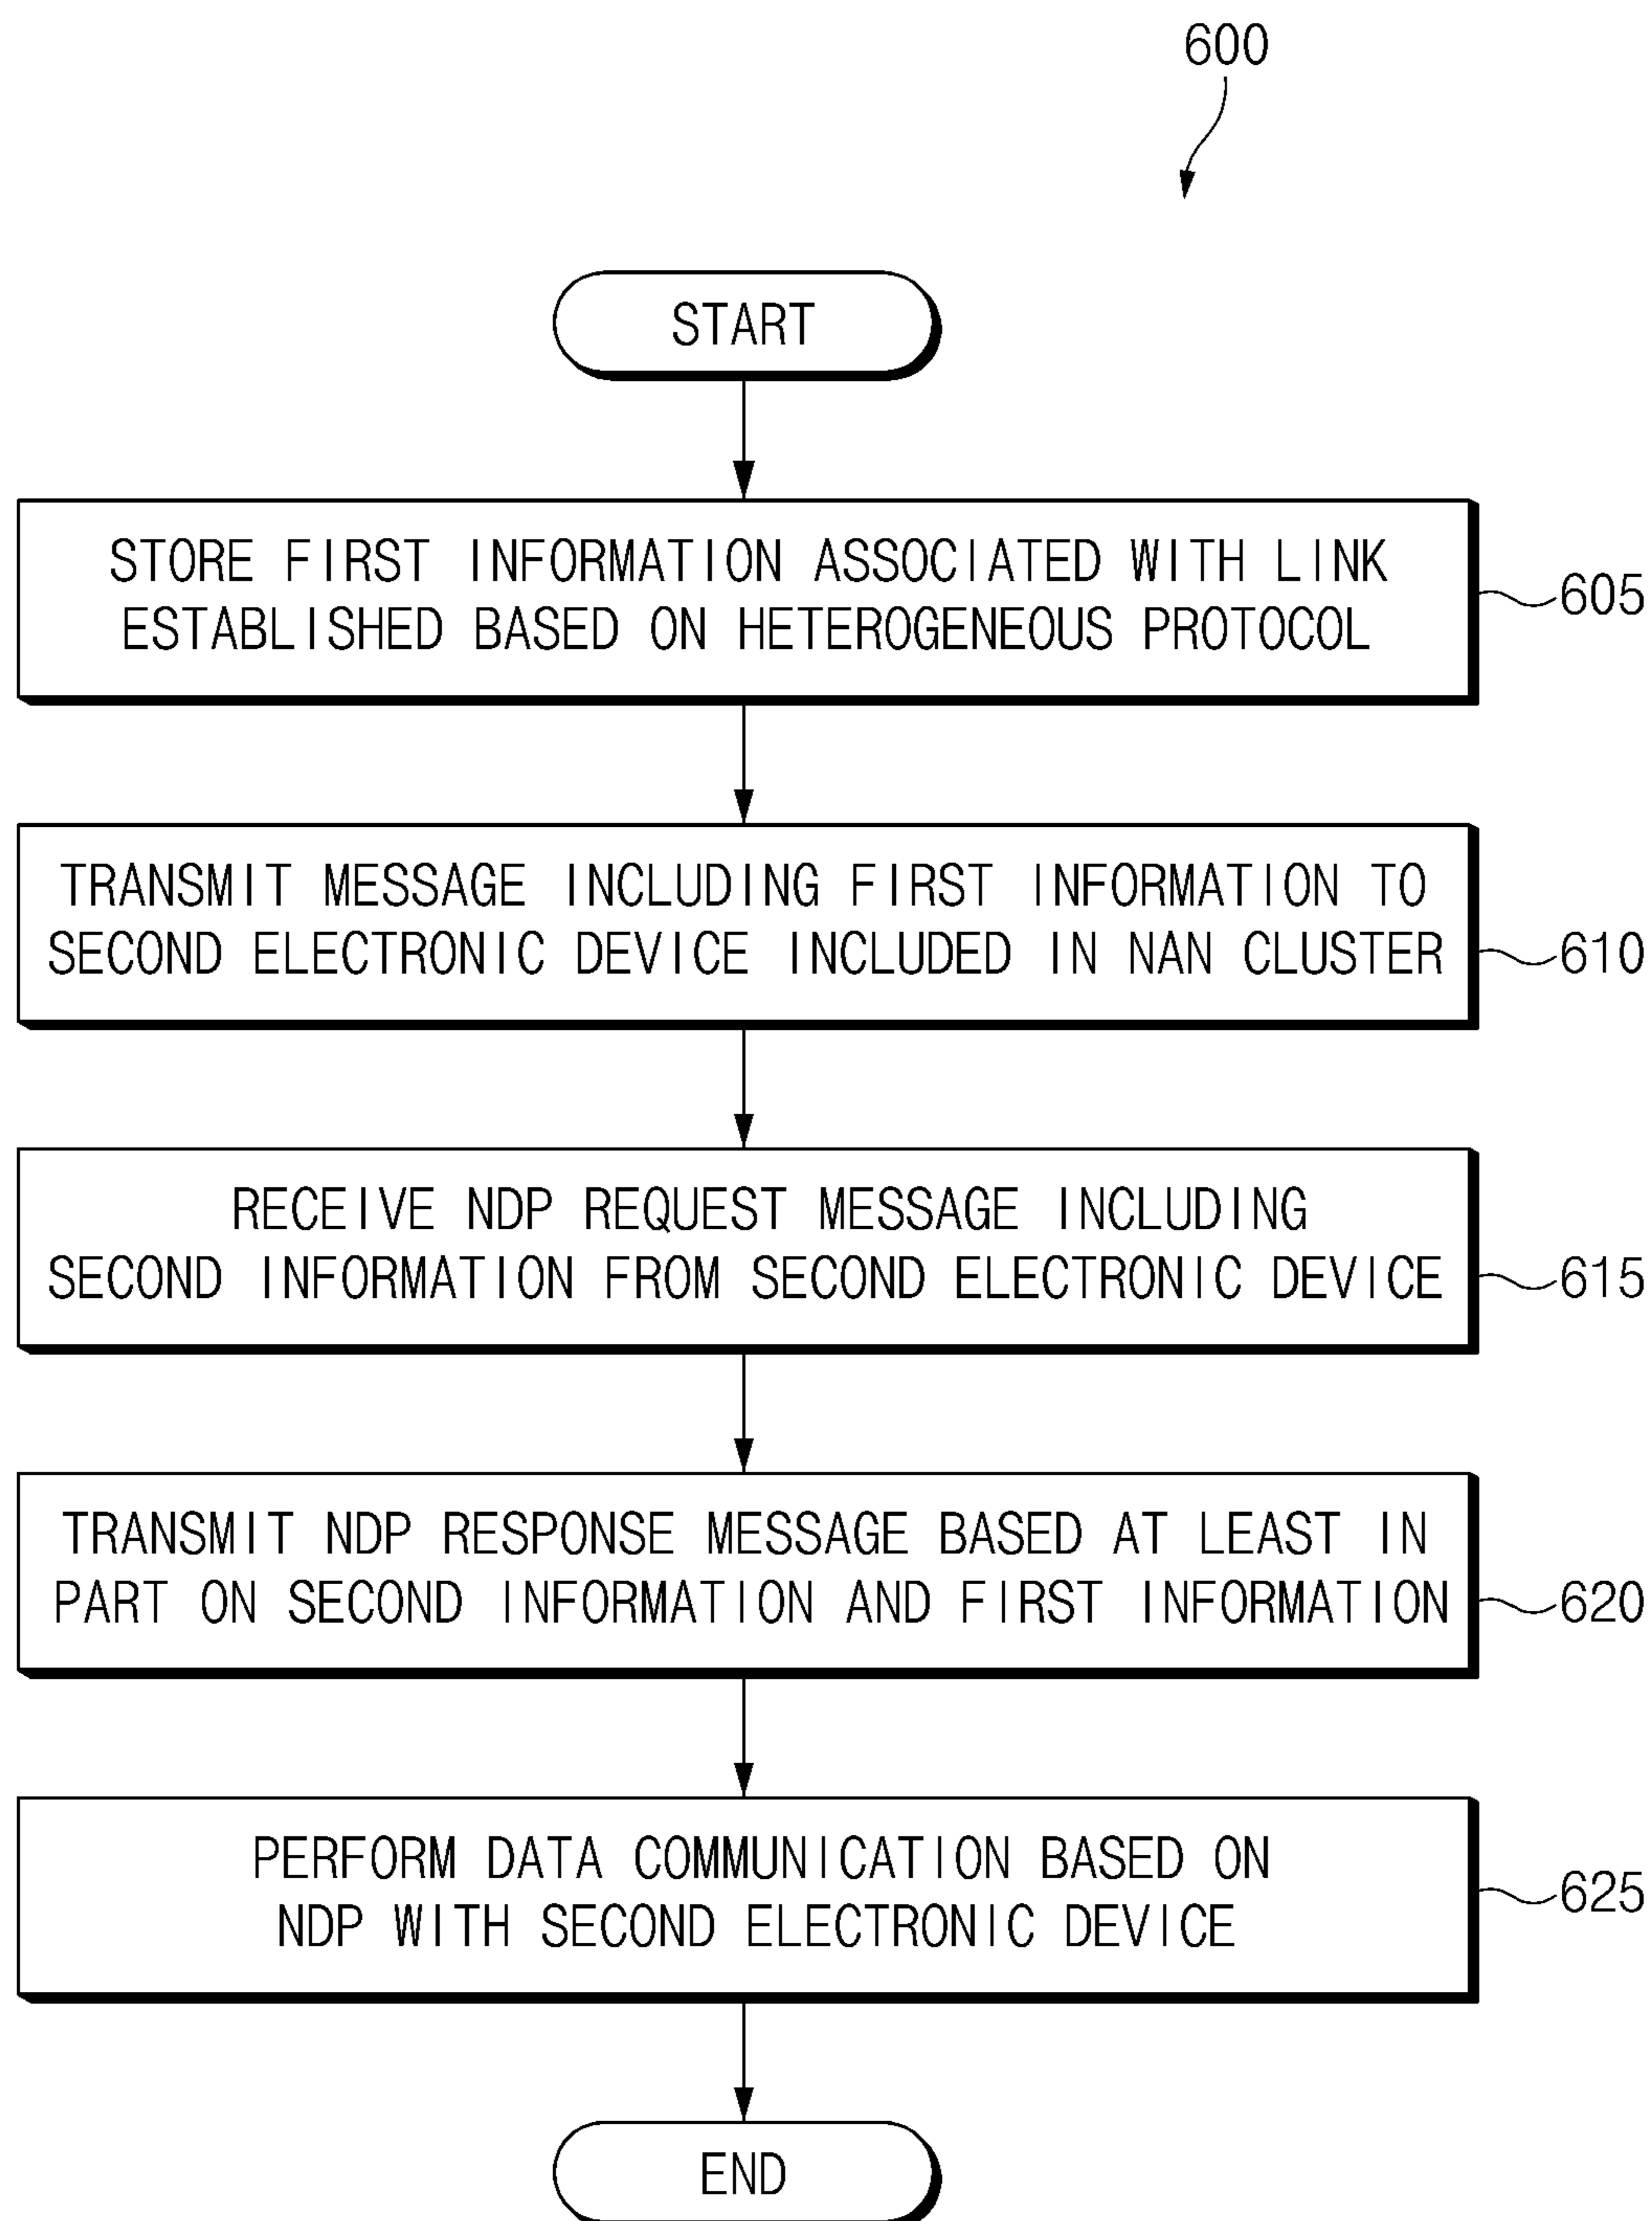 600
START
STORE FIRST INFORMATION ASSOCIATED WITH LINK
ESTABLISHED BASED ON HETEROGENEOUS PROTOCOL
605
TRANSMIT MESSAGE INCLUDING FIRST INFORMATION TO
SECOND ELECTRONIC DEVICE INCLUDED IN NAN CLUSTER
610
RECEIVE NDP REQUEST MESSAGE INCLUDING
SECOND INFORMATION FROM SECOND ELECTRONIC DEVICE
615
TRANSMIT NDP RESPONSE MESSAGE BASED AT LEAST IN
PART ON SECOND INFORMATION AND FIRST INFORMATION
620
PERFORM DATA COMMUNICATION BASED ON
NDP WITH SECOND ELECTRONIC DEVICE
625
END